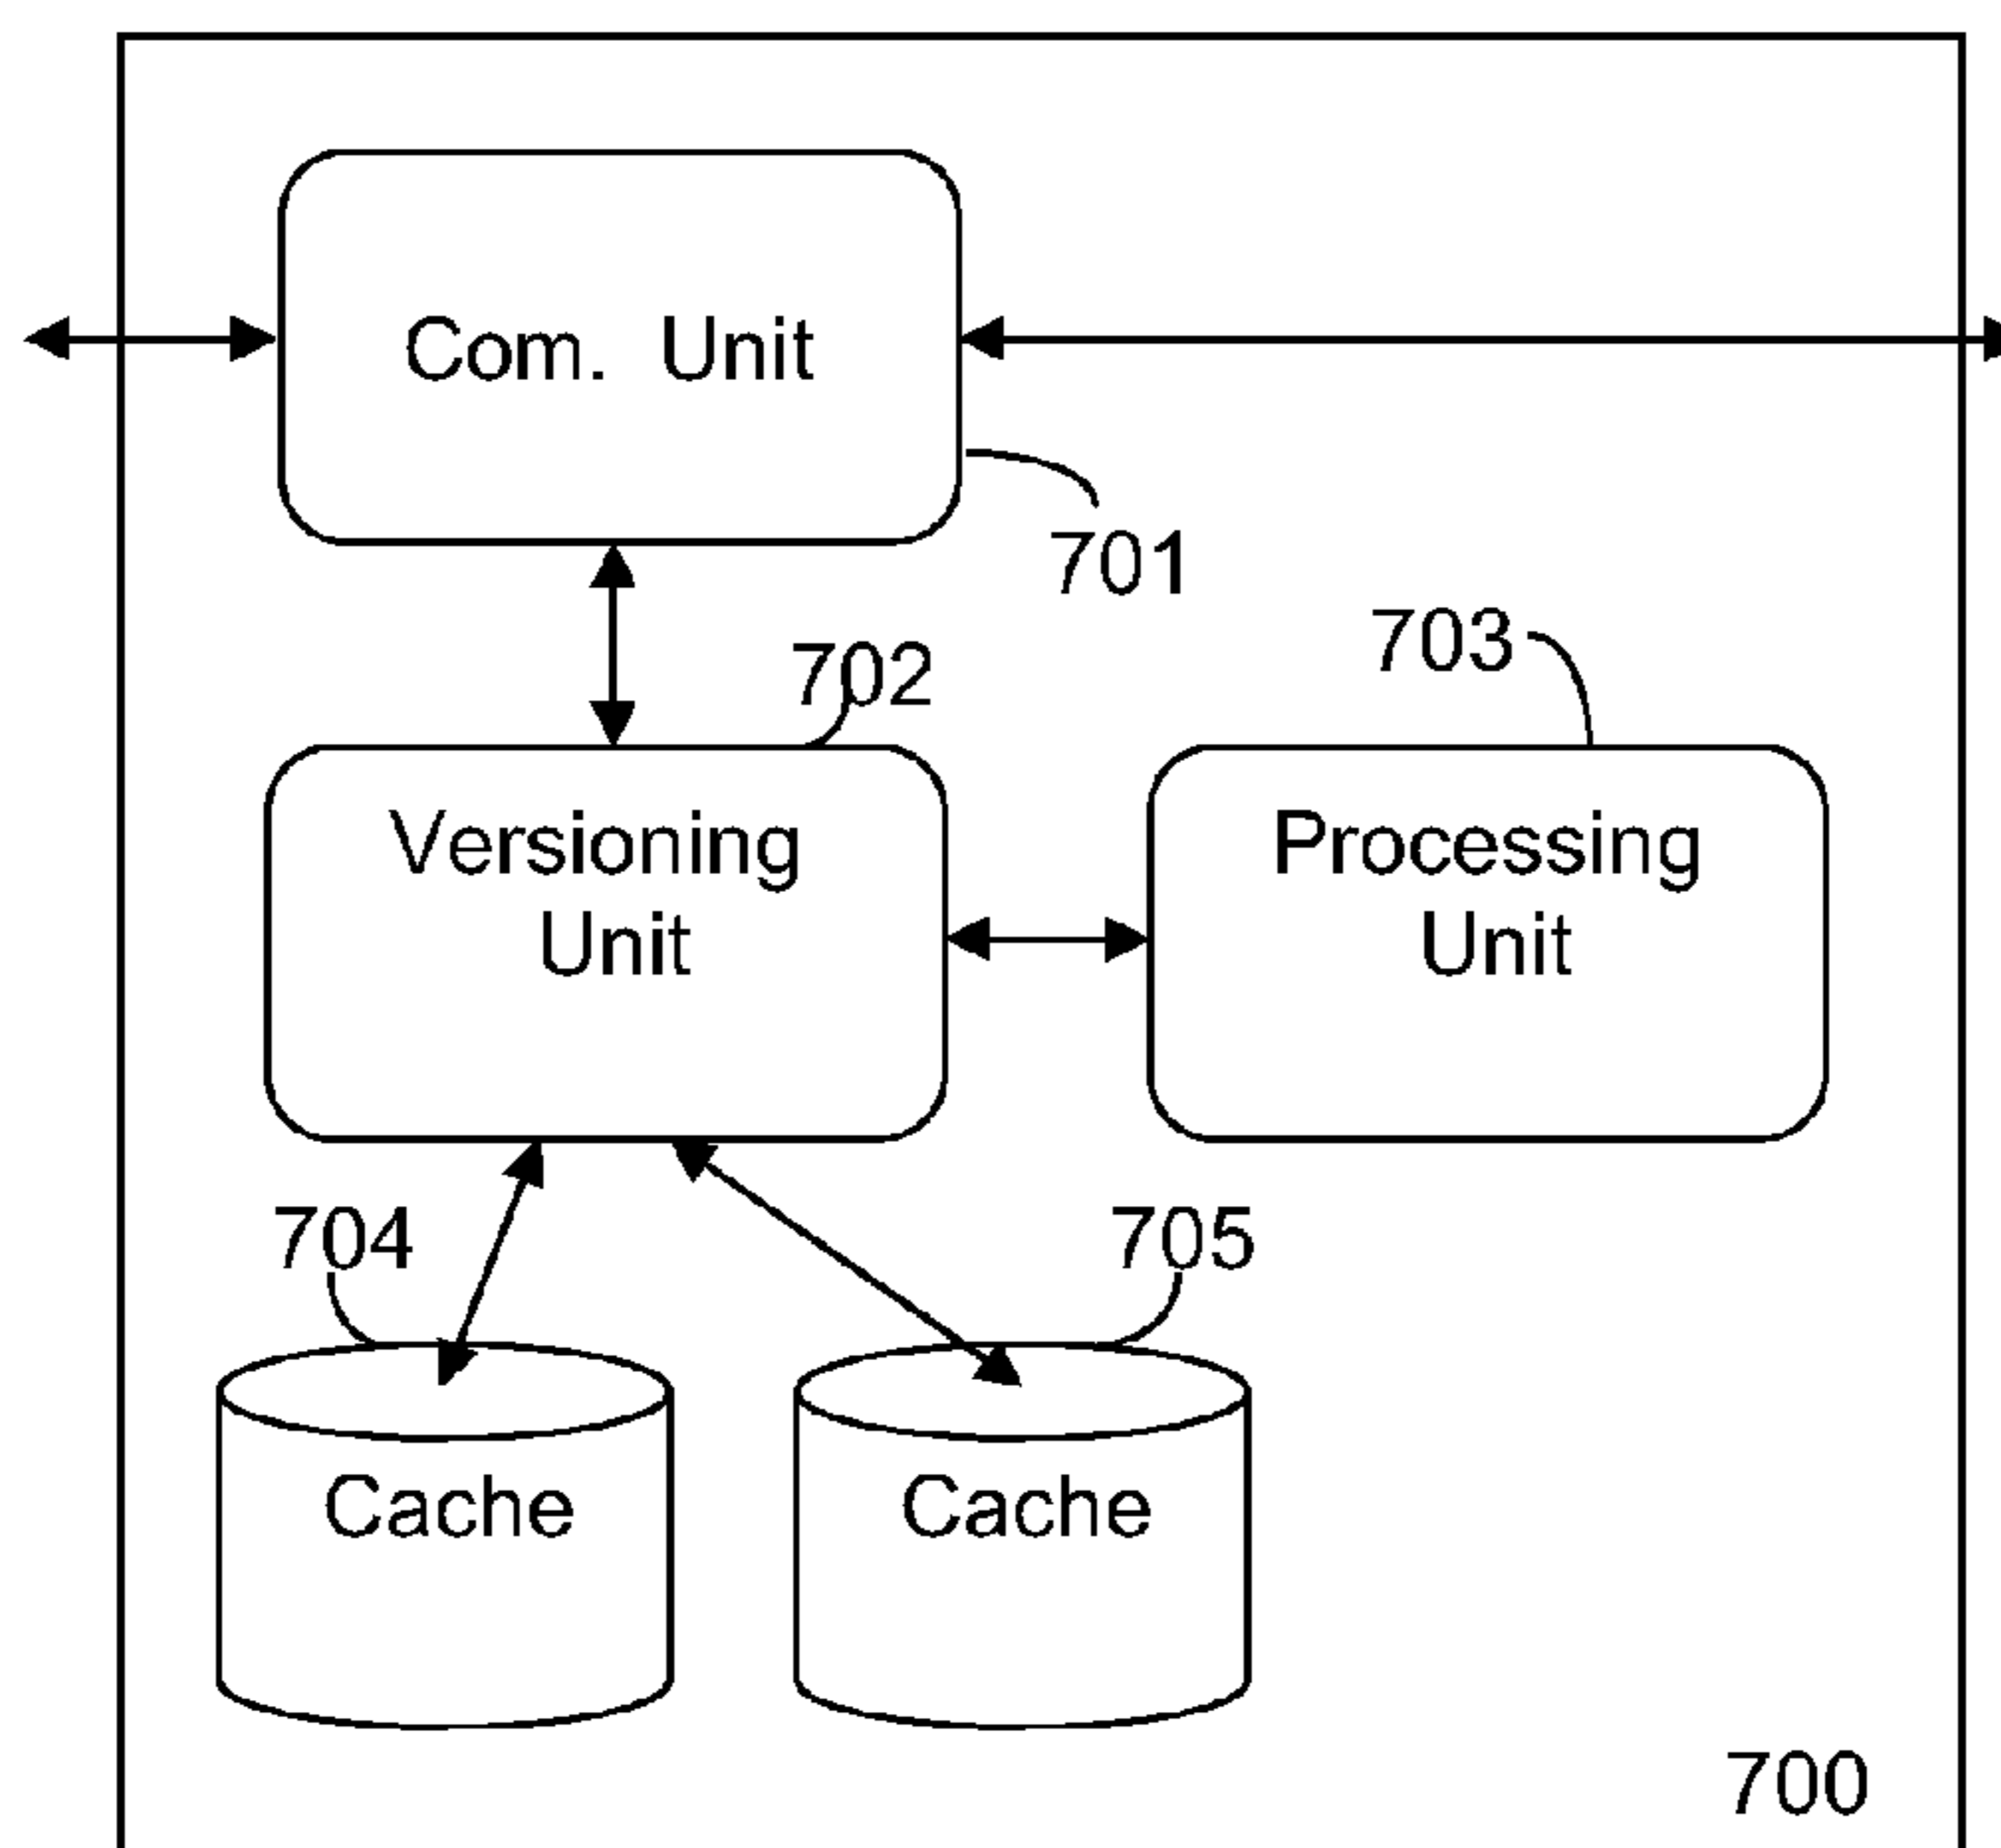 Com. Unit
701
702
703
Versioning
Unit
Processing
Unit
704
705
Cache
Cache
700